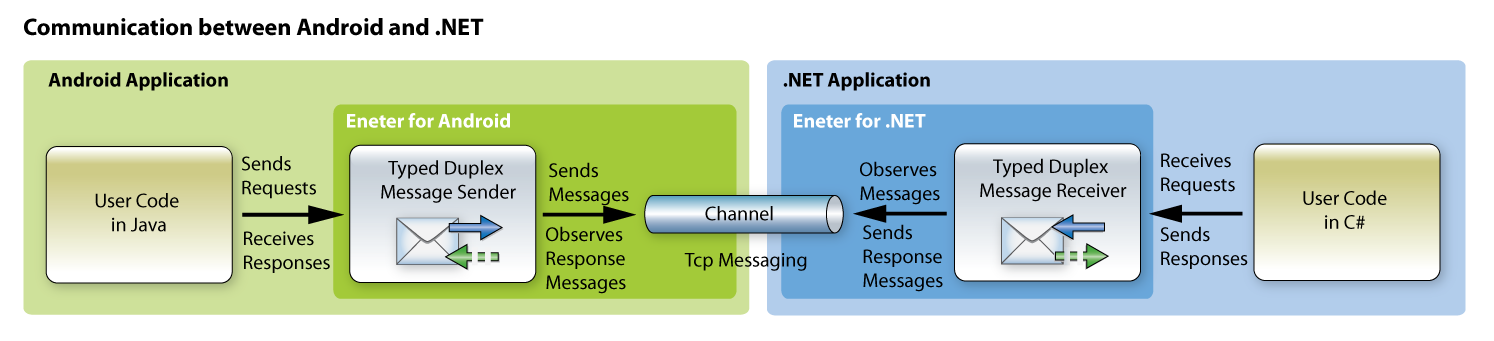 Communication between Android and .NET
Android Application
Eneter for Android
User Code
in Java
Sends
Requests
Receives
Responses
Typed Duplex
Message Sender
Sends
Messages
Observes
Response
Messages
Channel
Tcp Messaging
.NET Application
Eneter for .NET
Observes
Messages
Sends
Response
Messages
Typed Duplex
Message Receiver
Receives
Requests
Sends
Responses
User Code
in C#